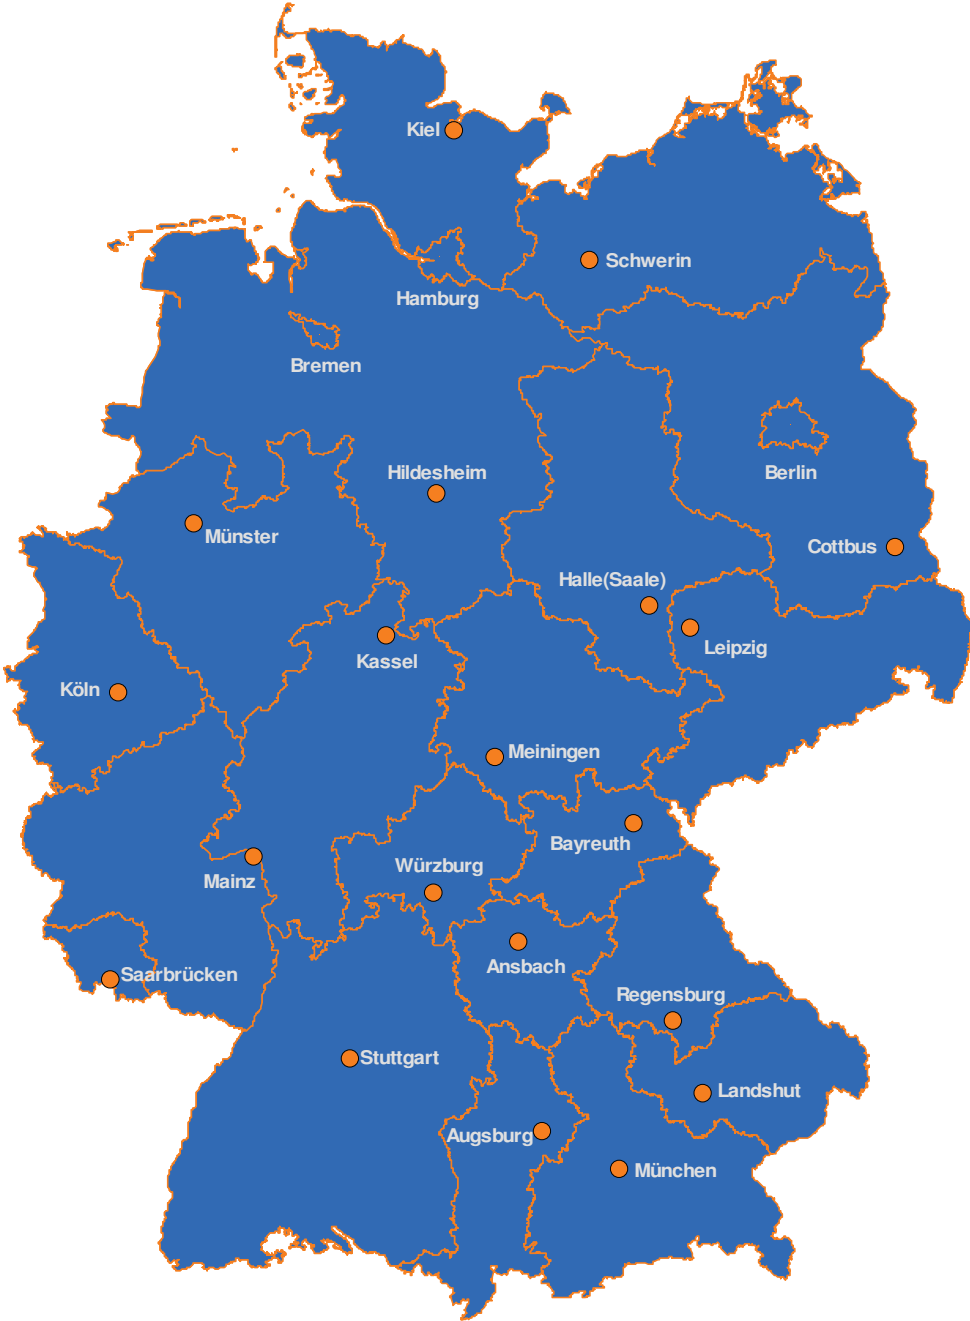 Kiel
Schwerin
Hamburg
Bremen
Berlin
Hildesheim
Münster
Cottbus
Halle(Saale)
Leipzig
Kassel
Köln
Meiningen
Bayreuth
Würzburg
Mainz
Ansbach
Saarbrücken
Regensburg
Stuttgart
Landshut
Augsburg
München